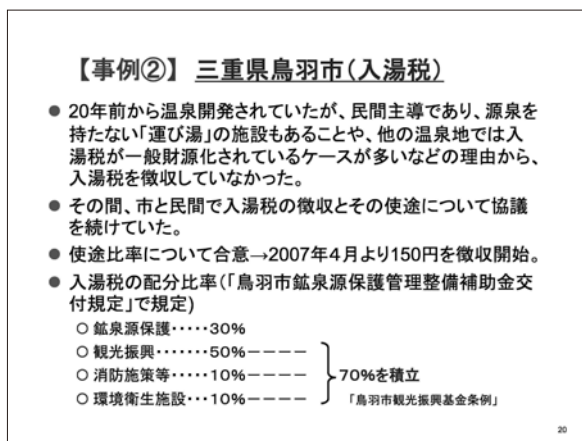 【事例②】 三重県鳥羽市（入湯税）
● 20年前から温泉開発されていたが、民間主導であり、源泉を
持たない「運び湯」の施設もあることや、他の温泉地では入
湯税が一般財源化されているケースが多いなどの理由から、
入湯税を徴収していなかった。
● その間、市と民間で入湯税の徴収とその使途について協議
を続けていた。
● 使途比率について合意→2007年４月より150円を徴収開始。
● 入湯税の配分比率（「鳥羽市鉱泉源保護管理整備補助金交
付規定」で規定)
○ 鉱泉源保護・・・・・30%
○ 観光振興・・・・・・・50%－－－－
○ 消防施策等・・・・・10%－－－－
70%を積立
○ 環境衛生施設・・・10%－－－－
「鳥羽市観光振興基金条例」
20